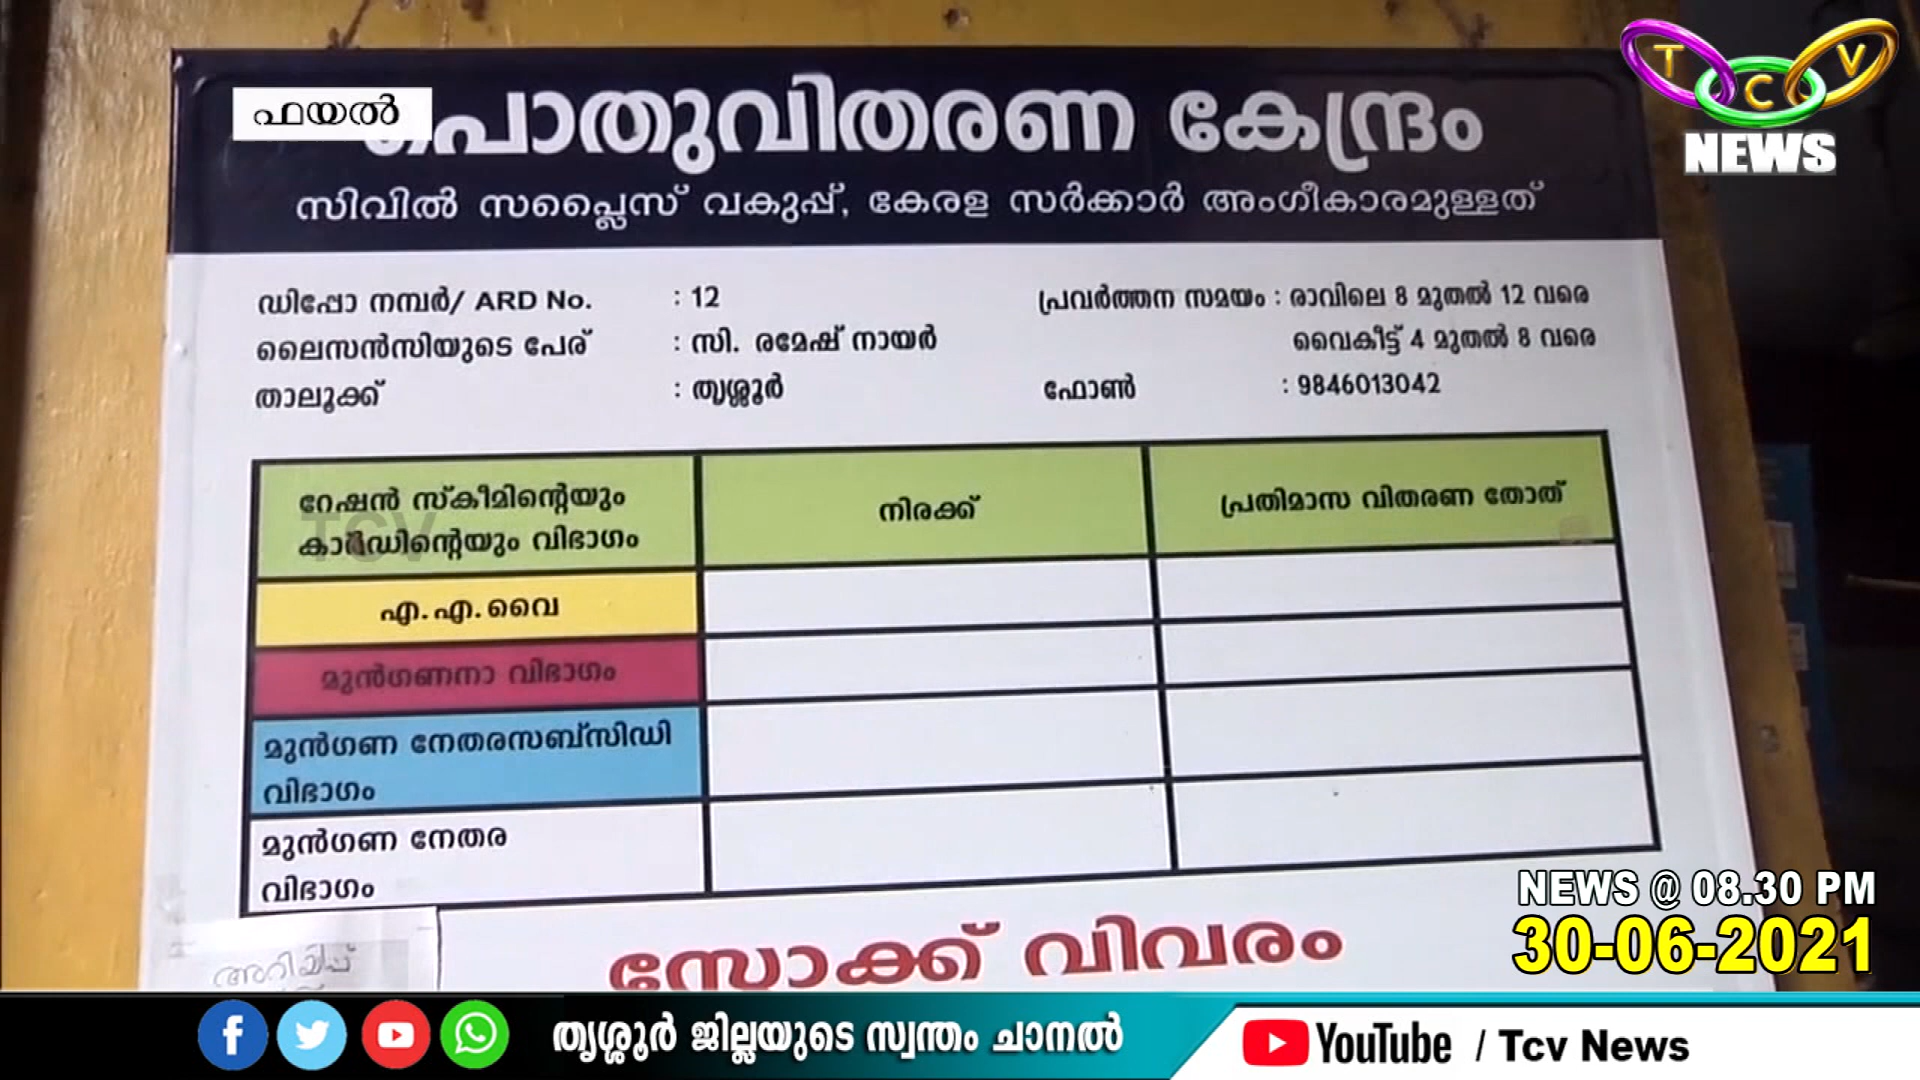 T C V
NEWS
ഫയൽ
പൊതുവിതരണ കേന്ദ്രം
സിവിൽ സപ്ലൈസ് വകുപ്പ്, കേരള സർക്കാർ അംഗീകാരമുള്ളത്
ഡിപ്പോ നമ്പർ/ ARD No. : 12
പ്രവർത്തന സമയം : രാവിലെ 8 മുതൽ 12 വരെ
ലൈസൻസിയുടെ പേര് : സി. രമേഷ് നായർ
വൈകീട്ട് 4 മുതൽ 8 വരെ
താലൂക്ക് : തൃശ്ശൂർ
ഫോൺ : 9846013042
റേഷൻ സ്കീമിന്റെയും
കാർഡിന്റെയും വിഭാഗം
നിരക്ക്
പ്രതിമാസ വിതരണ തോത്
TCV
എ.എ.വൈ
മുൻഗണനാ വിഭാഗം
മുൻഗണ നേതരസബ്സിഡി
വിഭാഗം
മുൻഗണ നേതര
വിഭാഗം
സ്റ്റോക്ക് വിവരം
അറിയിപ്പ്
NEWS @ 08.30 PM
30-06-2021
തൃശ്ശൂർ ജില്ലയുടെ സ്വന്തം ചാനൽ
YouTube / Tcv News